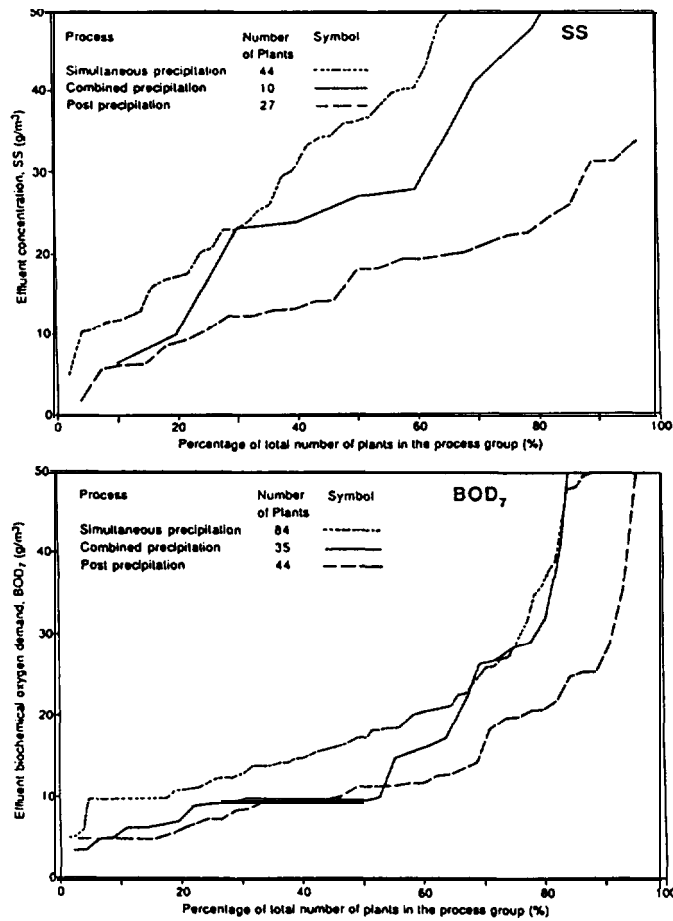 50
SS
Process Number of Plants Symbol
Simultaneous precipitation 44
Combined precipitation 10
Post precipitation 27
40
30
20
10
0
Effluent concentration, SS (g/m³)
0 20 40 60 80 100
Percentage of total number of plants in the process group (%)
50
BOD₇
Process Number of Plants Symbol
Simultaneous precipitation 84
Combined precipitation 35
Post precipitation 44
40
30
20
10
0
Effluent biochemical oxygen demand, BOD₇ (g/m³)
0 20 40 60 80 100
Percentage of total number of plants in the process group (%)